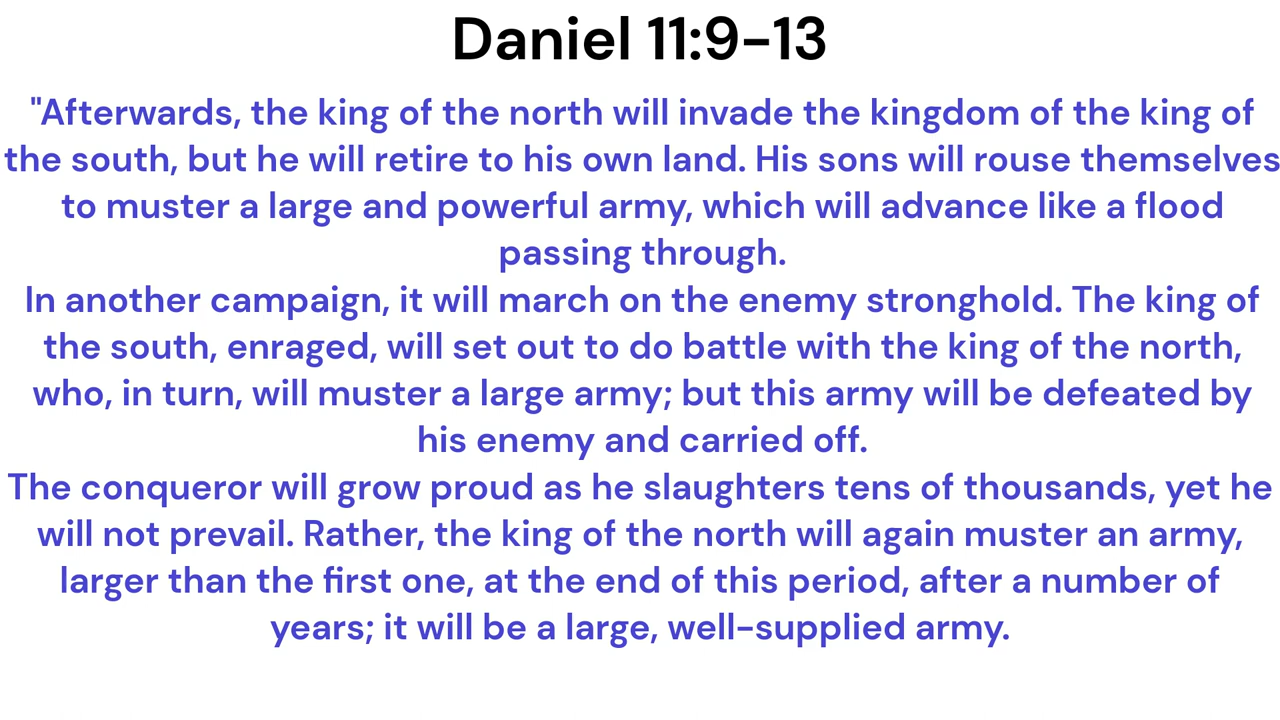 Daniel 11:9-13
"Afterwards, the king of the north will invade the kingdom of the king of
the south, but he will retire to his own land. His sons will rouse themselves
to muster a large and powerful army, which will advance like a flood
passing through.
In another campaign, it will march on the enemy stronghold. The king of
the south, enraged, will set out to do battle with the king of the north,
who, in turn, will muster a large army; but this army will be defeated by
his enemy and carried off.
The conqueror will grow proud as he slaughters tens of thousands, yet he
will not prevail. Rather, the king of the north will again muster an army,
larger than the first one, at the end of this period, after a number of
years; it will be a large, well-supplied army.